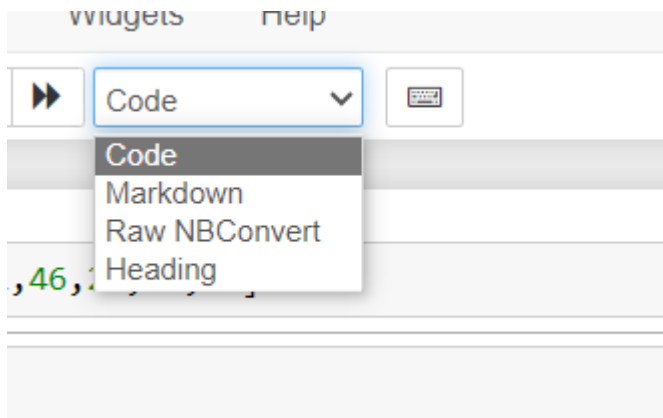 Widgets Help
Code
Code
Markdown
Raw NBConvert
Heading
,46,